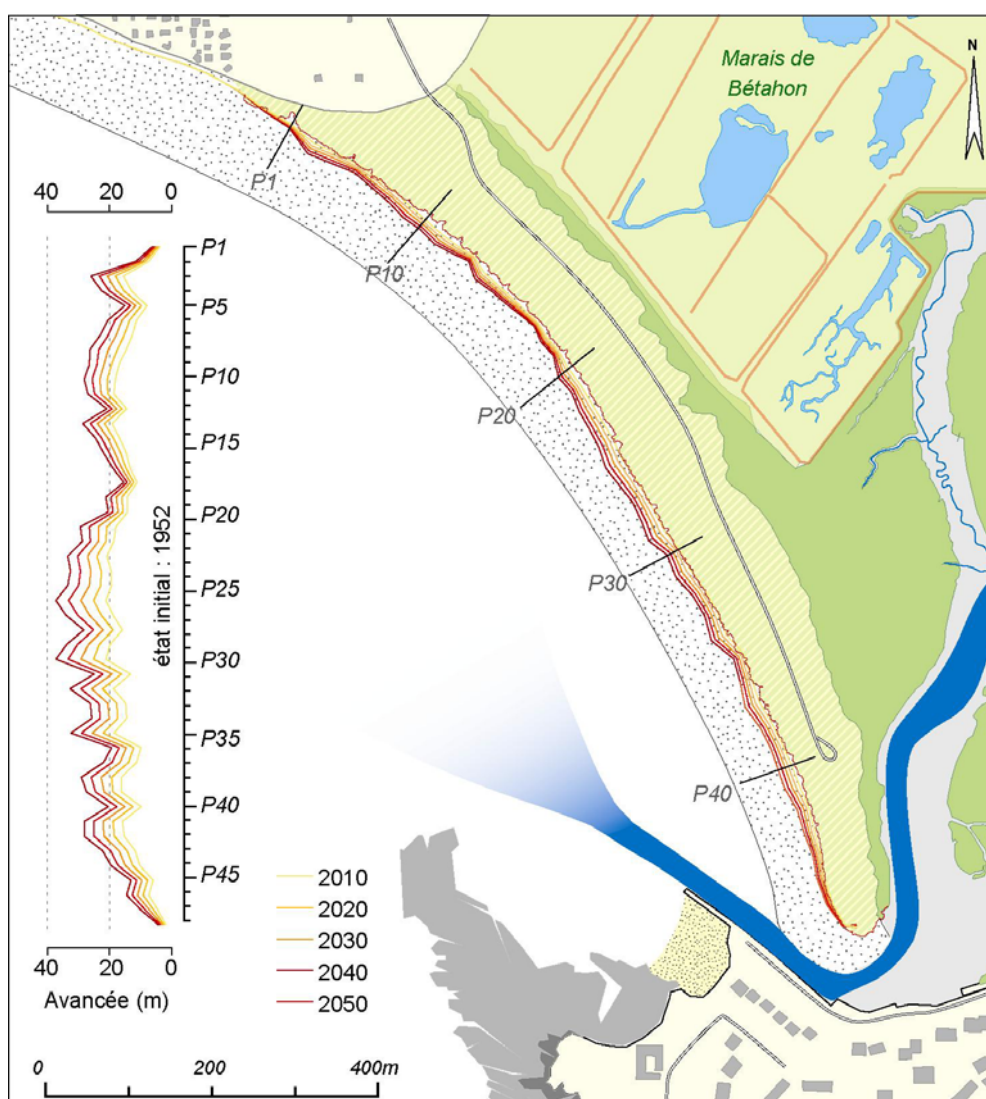 Marais de
Bétahon
N
P1
P10
P20
P30
P40
40 20 0
P1
P5
P10
P15
P20
P25
P30
P35
P40
P45
état initial : 1952
40 20 0
Avancée (m)
2010
2020
2030
2040
2050
0 200 400m